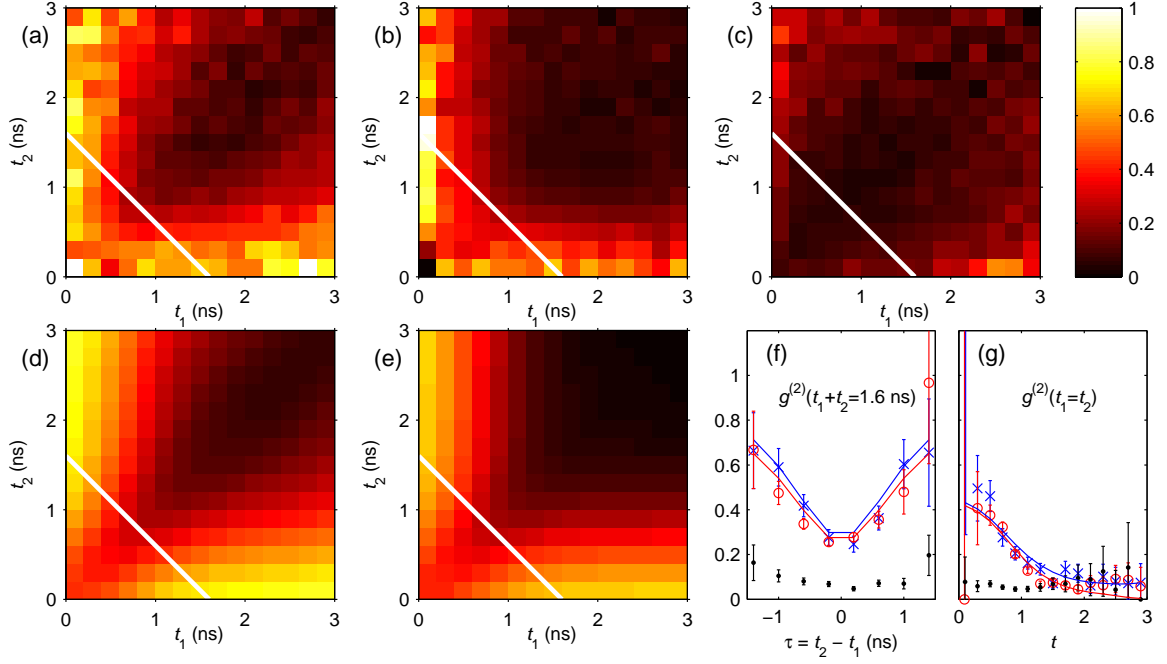 (a)
3
2
1
0
t₂ (ns)
0 1 2 3
t₁ (ns)
(b)
3
2
1
0
t₂ (ns)
0 1 2 3
t₁ (ns)
(c)
3
2
1
0
t₂ (ns)
0 1 2 3
t₁ (ns)
1
0.8
0.6
0.4
0.2
0
(d)
3
2
1
0
t₂ (ns)
0 1 2 3
t₁ (ns)
(e)
3
2
1
0
t₂ (ns)
0 1 2 3
t₁ (ns)
(f)
g⁽²⁾(t₁+t₂=1.6 ns)
1
0.8
0.6
0.4
0.2
0
−1 0 1
τ = t₂ − t₁ (ns)
(g)
g⁽²⁾(t₁=t₂)
0 1 2 3
t